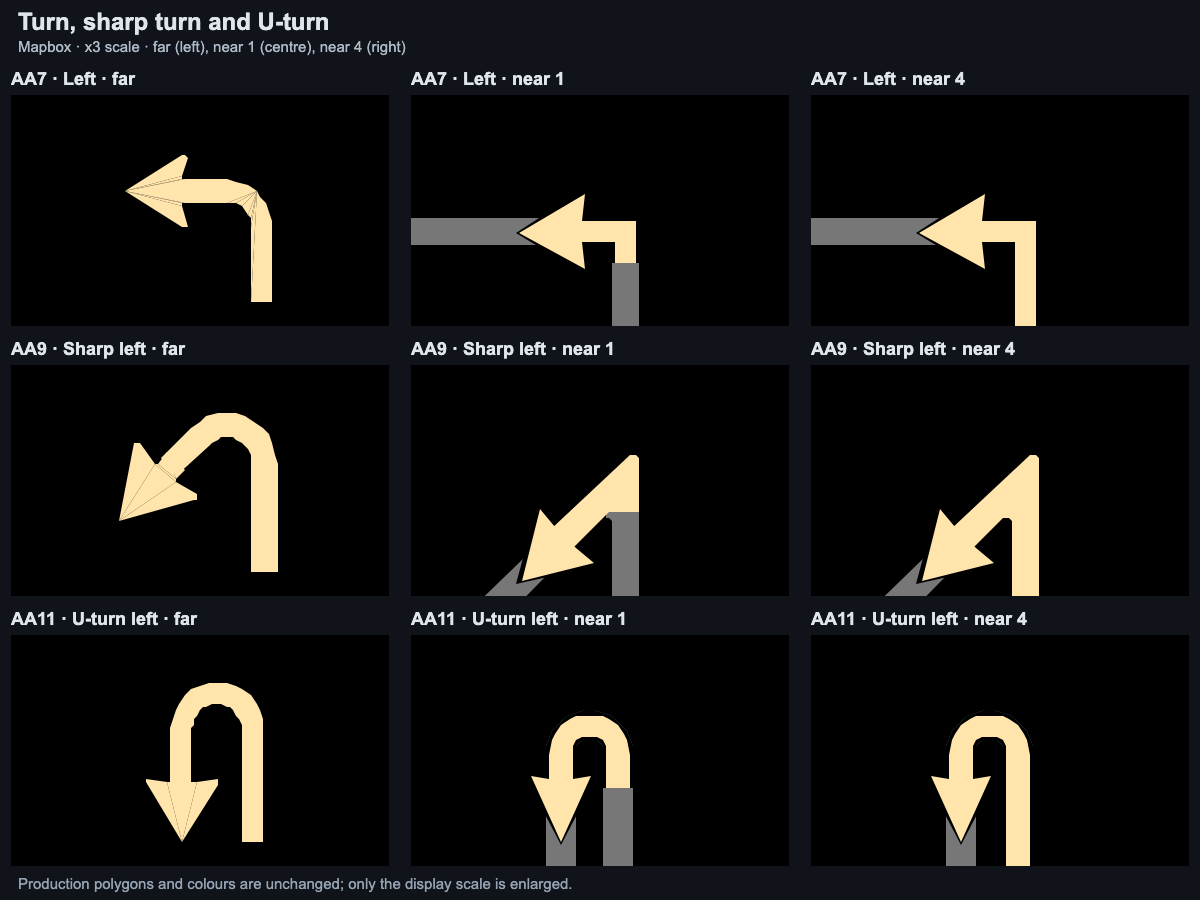 Turn, sharp turn and U-turn
Mapbox · x3 scale · far (left), near 1 (centre), near 4 (right)
AA7 · Left · far
AA7 · Left · near 1
AA7 · Left · near 4
AA9 · Sharp left · far
AA9 · Sharp left · near 1
AA9 · Sharp left · near 4
AA11 · U-turn left · far
AA11 · U-turn left · near 1
AA11 · U-turn left · near 4
Production polygons and colours are unchanged; only the display scale is enlarged.